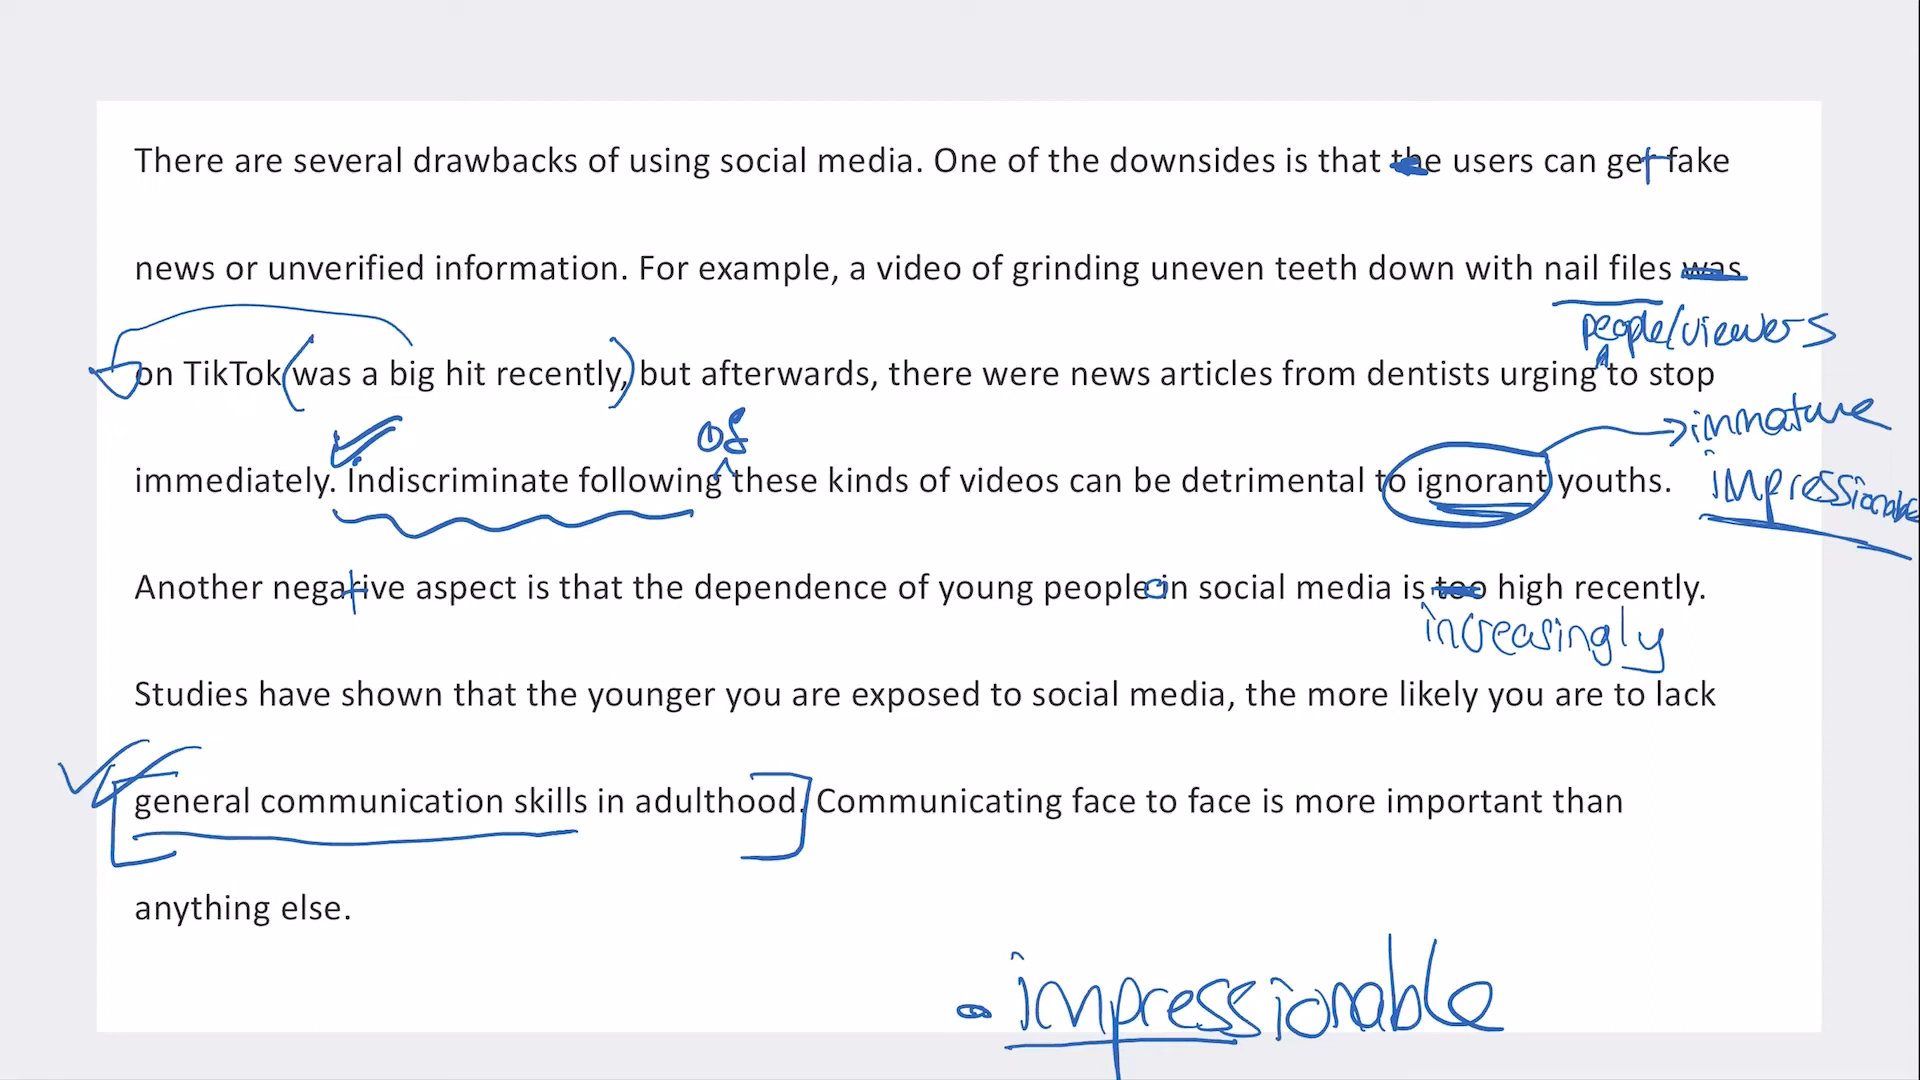 There are several drawbacks of using social media. One of the downsides is that the users can get fake
news or unverified information. For example, a video of grinding uneven teeth down with nail files was
people/viewers
on TikTok (was a big hit recently,) but afterwards, there were news articles from dentists urging to stop
immature
of
immediately. Indiscriminate following these kinds of videos can be detrimental to ignorant youths.
impressionable
Another negative aspect is that the dependence of young people in social media is too high recently.
increasingly
Studies have shown that the younger you are exposed to social media, the more likely you are to lack
[general communication skills in adulthood.] Communicating face to face is more important than
anything else.
- impressionable